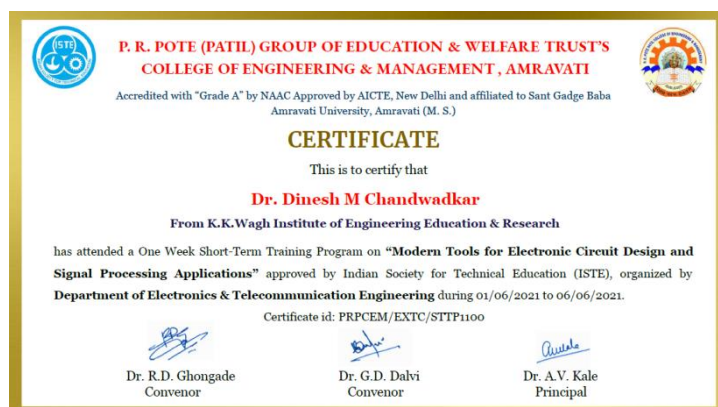 ISTE
P. R. POTE (PATIL) GROUP OF EDUCATION & WELFARE TRUST'S
COLLEGE OF ENGINEERING & MANAGEMENT, AMRAVATI
Accredited with "Grade A" by NAAC Approved by AICTE, New Delhi and affiliated to Sant Gadge Baba
Amravati University, Amravati (M. S.)
CERTIFICATE
This is to certify that
Dr. Dinesh M Chandwadkar
From K.K.Wagh Institute of Engineering Education & Research
has attended a One Week Short-Term Training Program on "Modern Tools for Electronic Circuit Design and
Signal Processing Applications" approved by Indian Society for Technical Education (ISTE), organized by
Department of Electronics & Telecommunication Engineering during 01/06/2021 to 06/06/2021.
Certificate id: PRPCEM/EXTC/STTP1100
Dr. R.D. Ghongade
Convenor
Dr. G.D. Dalvi
Convenor
Dr. A.V. Kale
Principal